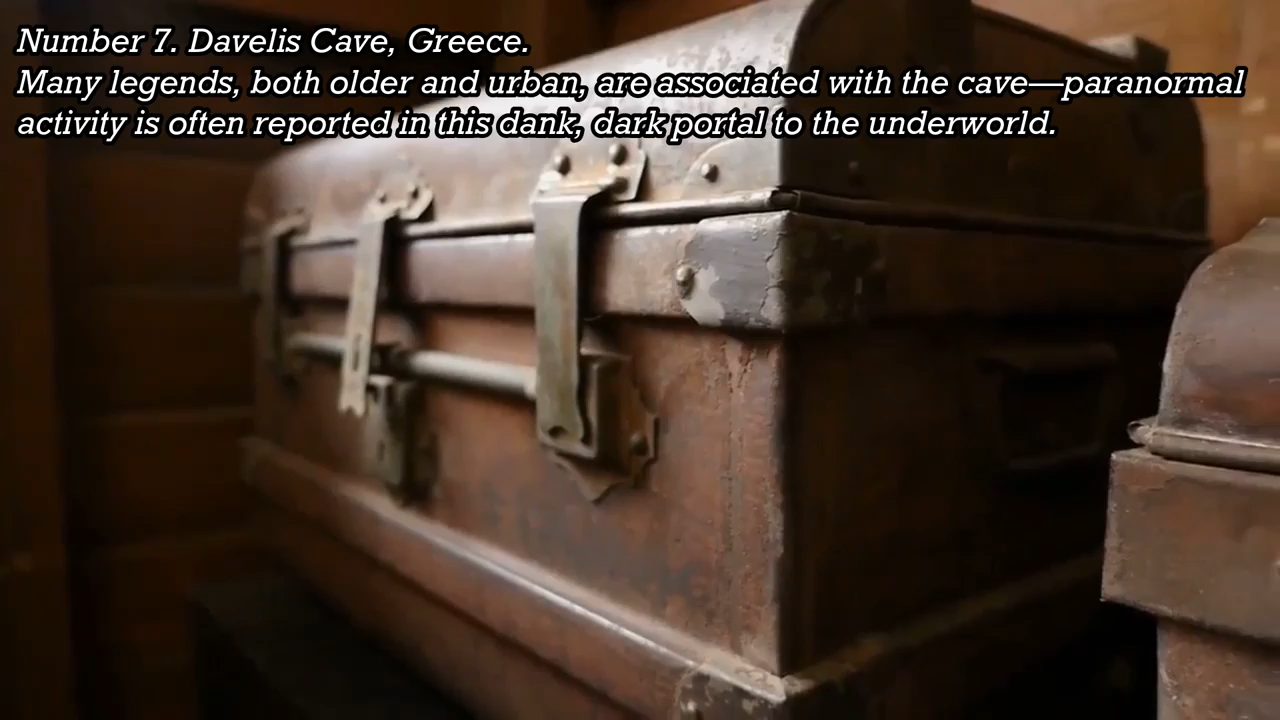 Number 7. Davelis Cave, Greece.
Many legends, both older and urban, are associated with the cave—paranormal
activity is often reported in this dank, dark portal to the underworld.